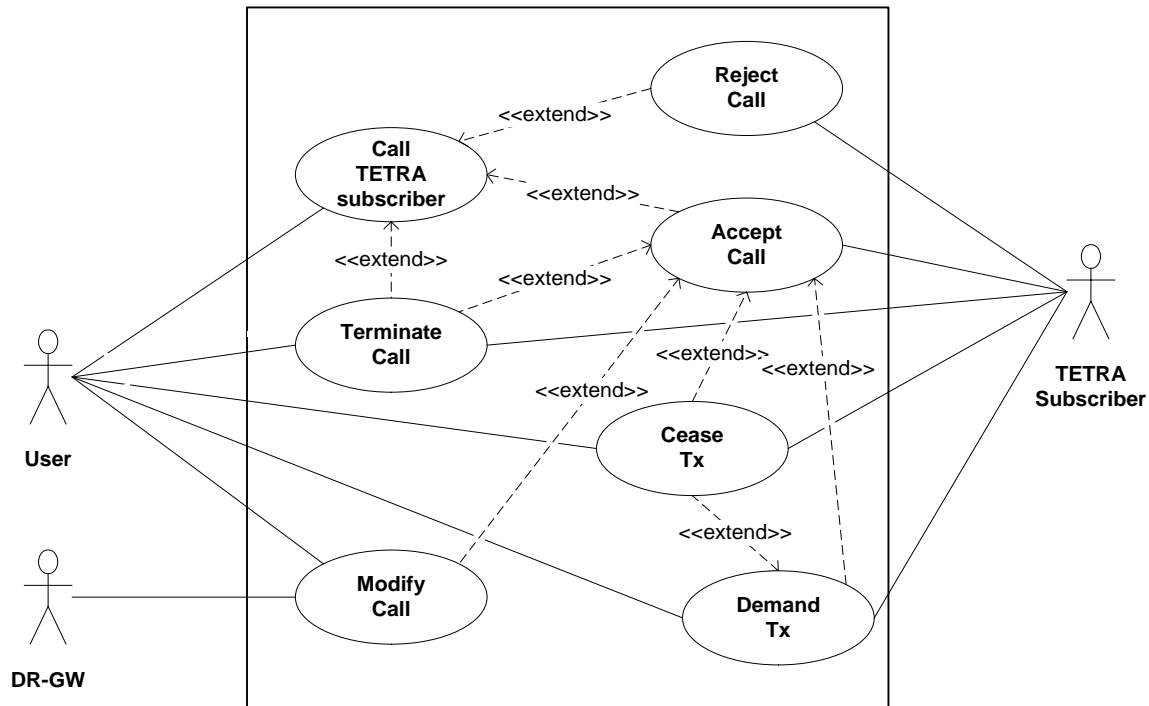 Reject
Call
<<extend>>
Call
TETRA
subscriber
<<extend>>
Accept
Call
<<extend>>
<<extend>>
Terminate
Call
<<extend>>
<<extend>>
<<extend>>
TETRA
Subscriber
User
Cease
Tx
<<extend>>
Modify
Call
Demand
Tx
DR-GW